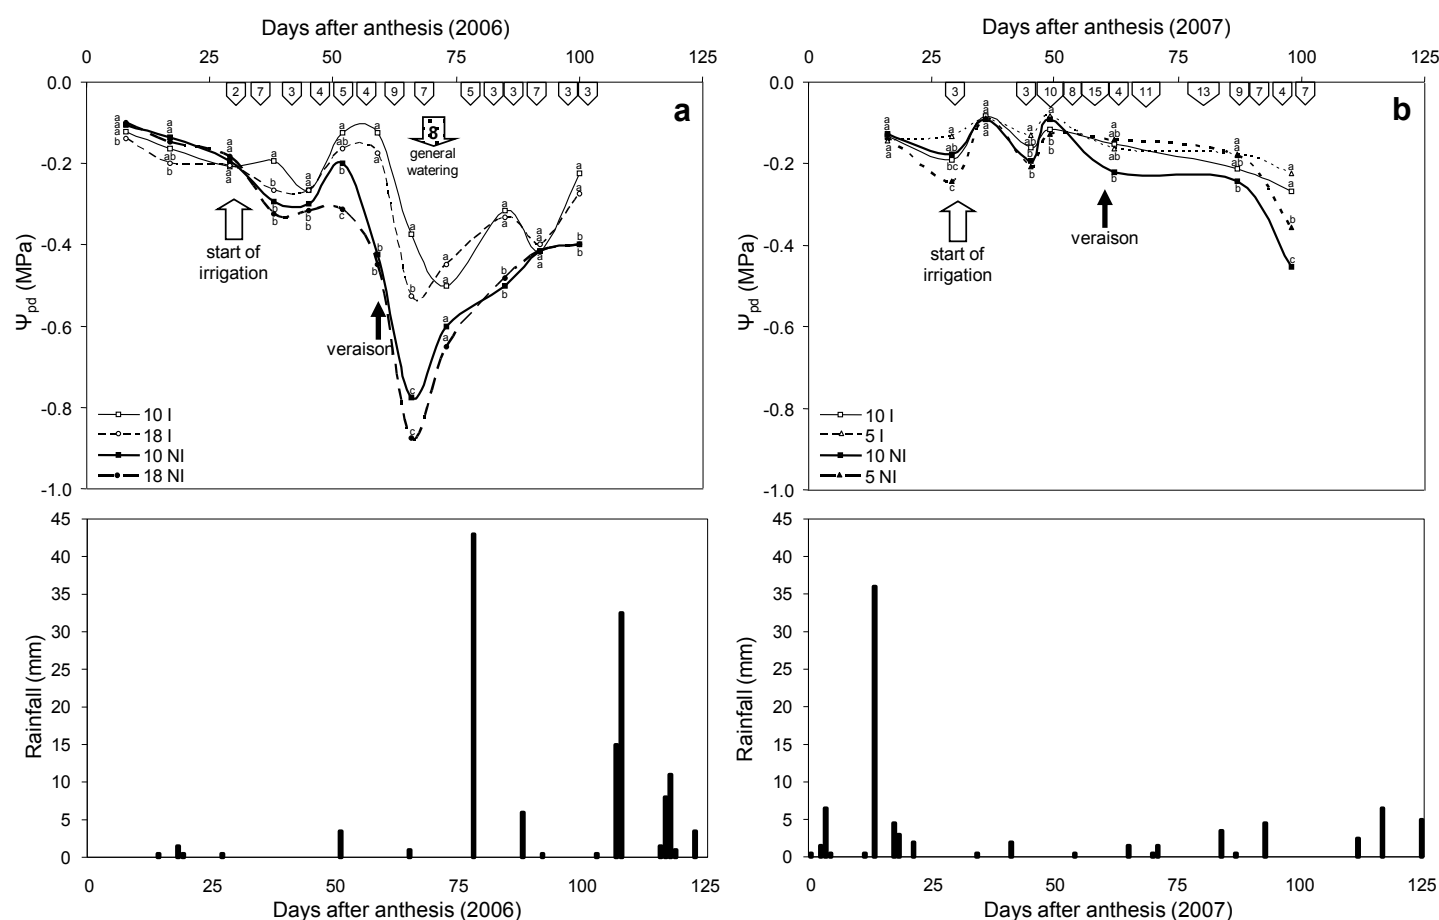 Days after anthesis (2006)
0 25 50 75 100 125
0.0
-0.2
-0.4
-0.6
-0.8
-1.0
Ψpd (MPa)
2 7 3 4 5 4 9 7 5 3 3 7 3 3
a
8
general
watering
start of
irrigation
veraison
10 I
18 I
10 NI
18 NI
Days after anthesis (2007)
0 25 50 75 100 125
0.0
-0.2
-0.4
-0.6
-0.8
-1.0
Ψpd (MPa)
3 3 10 8 15 4 11 13 9 7 4 7
b
start of
irrigation
veraison
10 I
5 I
10 NI
5 NI
45
40
35
30
25
20
15
10
5
0
Rainfall (mm)
0 25 50 75 100 125
Days after anthesis (2006)
45
40
35
30
25
20
15
10
5
0
Rainfall (mm)
0 25 50 75 100 125
Days after anthesis (2007)